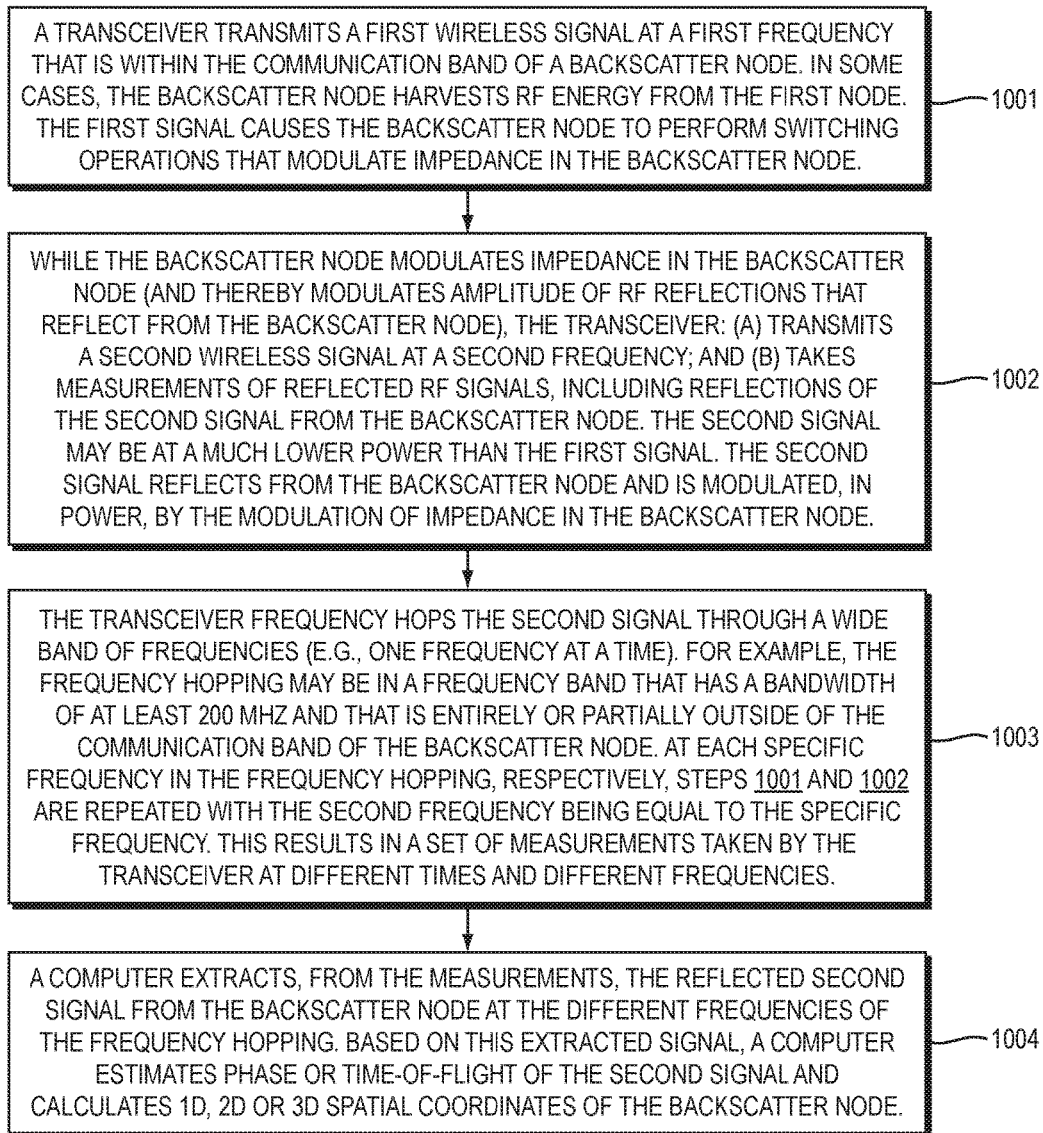 A TRANSCEIVER TRANSMITS A FIRST WIRELESS SIGNAL AT A FIRST FREQUENCY
THAT IS WITHIN THE COMMUNICATION BAND OF A BACKSCATTER NODE. IN SOME
CASES, THE BACKSCATTER NODE HARVESTS RF ENERGY FROM THE FIRST NODE.
THE FIRST SIGNAL CAUSES THE BACKSCATTER NODE TO PERFORM SWITCHING
OPERATIONS THAT MODULATE IMPEDANCE IN THE BACKSCATTER NODE.
1001
WHILE THE BACKSCATTER NODE MODULATES IMPEDANCE IN THE BACKSCATTER
NODE (AND THEREBY MODULATES AMPLITUDE OF RF REFLECTIONS THAT
REFLECT FROM THE BACKSCATTER NODE), THE TRANSCEIVER: (A) TRANSMITS
A SECOND WIRELESS SIGNAL AT A SECOND FREQUENCY; AND (B) TAKES
MEASUREMENTS OF REFLECTED RF SIGNALS, INCLUDING REFLECTIONS OF
THE SECOND SIGNAL FROM THE BACKSCATTER NODE. THE SECOND SIGNAL
MAY BE AT A MUCH LOWER POWER THAN THE FIRST SIGNAL. THE SECOND
SIGNAL REFLECTS FROM THE BACKSCATTER NODE AND IS MODULATED, IN
POWER, BY THE MODULATION OF IMPEDANCE IN THE BACKSCATTER NODE.
1002
THE TRANSCEIVER FREQUENCY HOPS THE SECOND SIGNAL THROUGH A WIDE
BAND OF FREQUENCIES (E.G., ONE FREQUENCY AT A TIME). FOR EXAMPLE, THE
FREQUENCY HOPPING MAY BE IN A FREQUENCY BAND THAT HAS A BANDWIDTH
OF AT LEAST 200 MHZ AND THAT IS ENTIRELY OR PARTIALLY OUTSIDE OF THE
COMMUNICATION BAND OF THE BACKSCATTER NODE. AT EACH SPECIFIC
FREQUENCY IN THE FREQUENCY HOPPING, RESPECTIVELY, STEPS 1001 AND 1002
ARE REPEATED WITH THE SECOND FREQUENCY BEING EQUAL TO THE SPECIFIC
FREQUENCY. THIS RESULTS IN A SET OF MEASUREMENTS TAKEN BY THE
TRANSCEIVER AT DIFFERENT TIMES AND DIFFERENT FREQUENCIES.
1003
A COMPUTER EXTRACTS, FROM THE MEASUREMENTS, THE REFLECTED SECOND
SIGNAL FROM THE BACKSCATTER NODE AT THE DIFFERENT FREQUENCIES OF
THE FREQUENCY HOPPING. BASED ON THIS EXTRACTED SIGNAL, A COMPUTER
ESTIMATES PHASE OR TIME-OF-FLIGHT OF THE SECOND SIGNAL AND
CALCULATES 1D, 2D OR 3D SPATIAL COORDINATES OF THE BACKSCATTER NODE.
1004